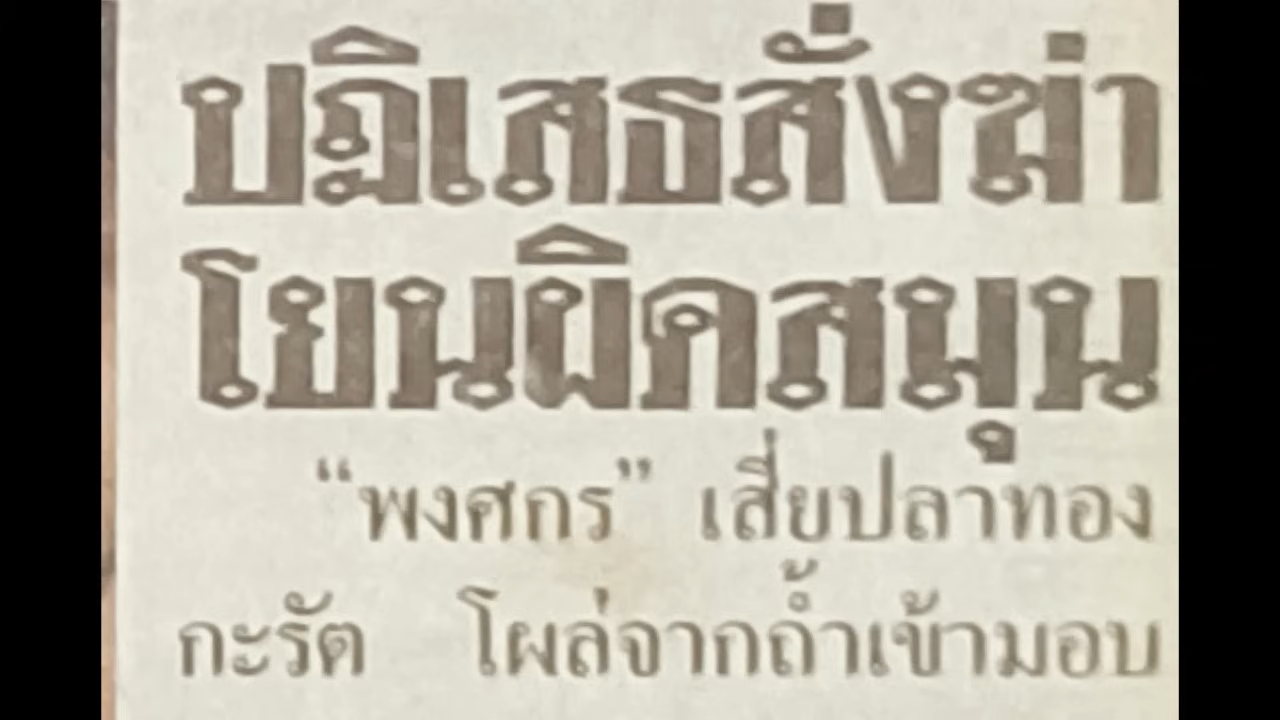 ปฏิเสธสั่งฆ่า
โยนผิดสมุน
“พงศกร” เสี่ยปลาทอง
กะรัต โผล่จากถ้ำเข้ามอบ